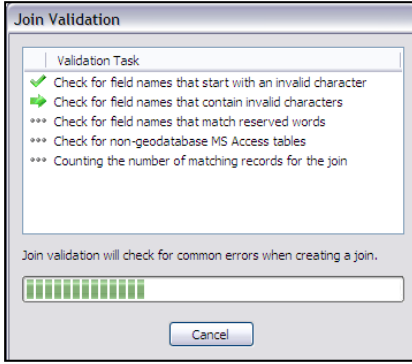 Join Validation
Validation Task
Check for field names that start with an invalid character
Check for field names that contain invalid characters
Check for field names that match reserved words
Check for non-geodatabase MS Access tables
Counting the number of matching records for the join
Join validation will check for common errors when creating a join.
Cancel